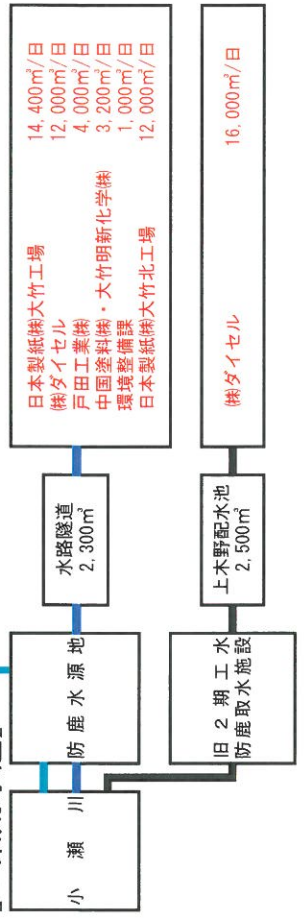 小瀬川
防鹿水源地
水路隧道
2,300㎥
日本製紙㈱大竹工場 14,400㎥/日
㈱ダイセル 12,000㎥/日
戸田工業㈱ 4,000㎥/日
中国塗料㈱・大竹明新化学㈱ 3,200㎥/日
環境整備課 1,000㎥/日
日本製紙㈱大竹北工場 12,000㎥/日
旧2期工水
防鹿取水施設
上木野配水池
2,500㎥
㈱ダイセル 16,000㎥/日